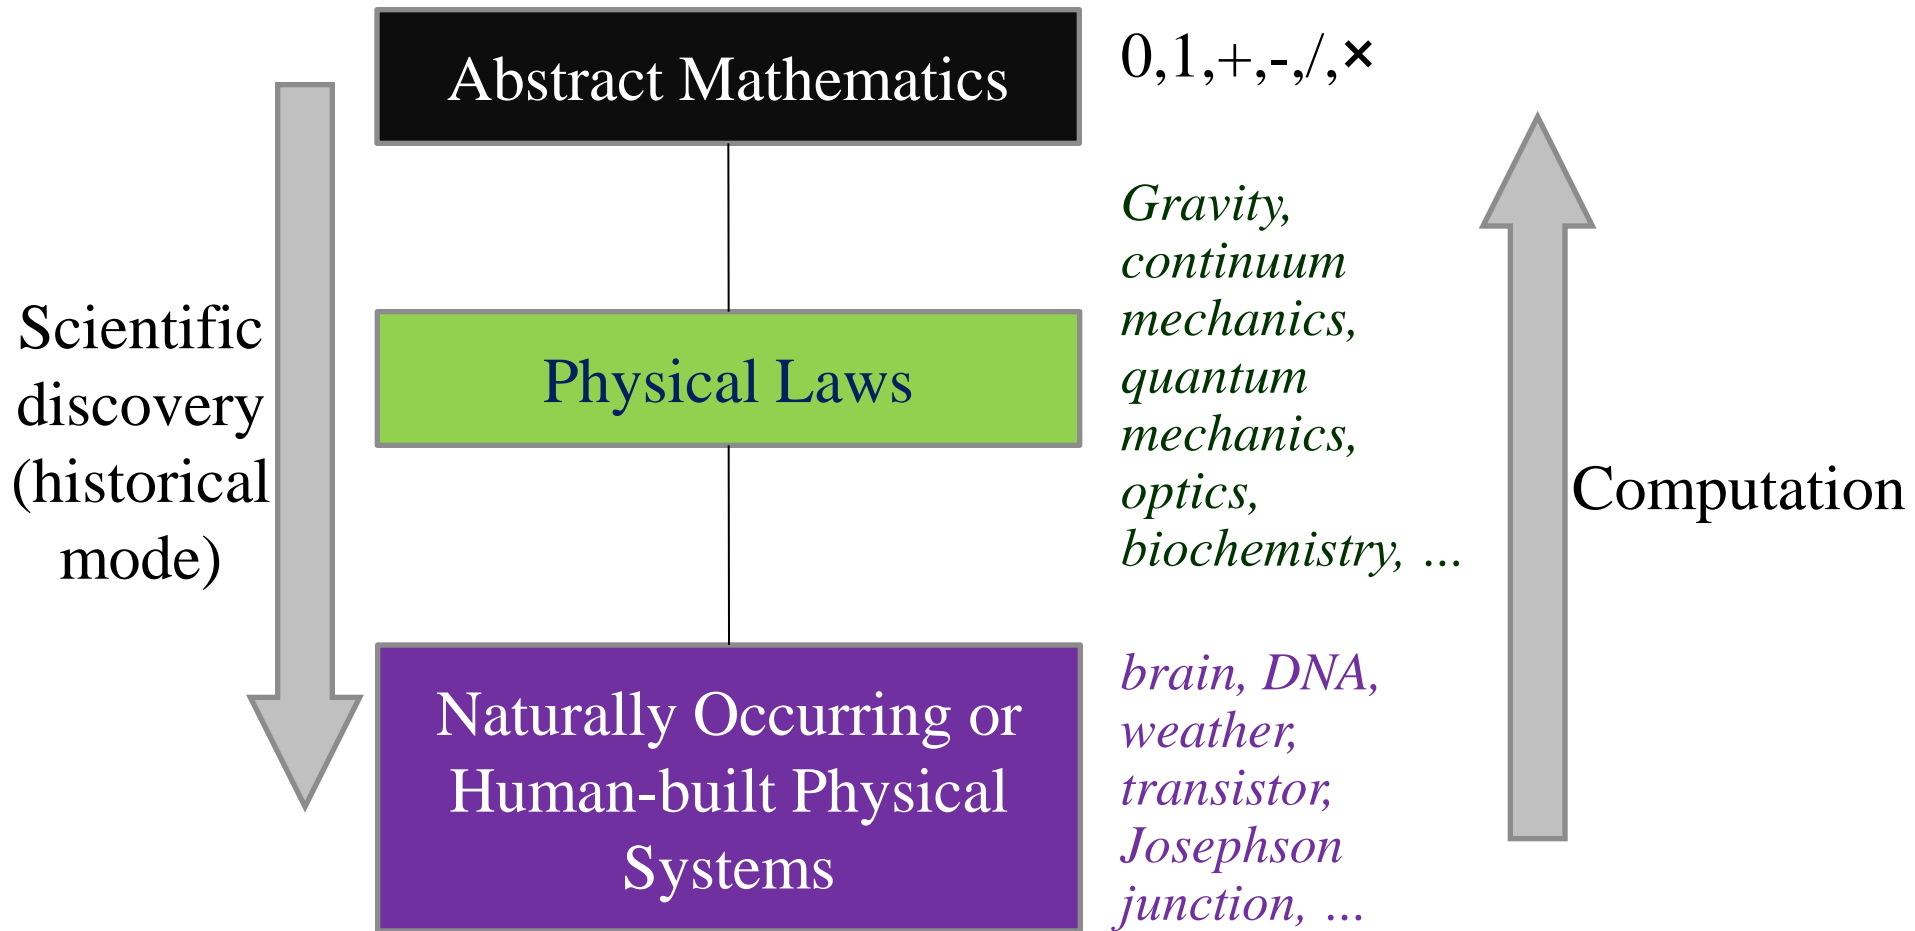 Abstract Mathematics
0,1,+,-,/,×
Scientific
discovery
(historical
mode)
Physical Laws
Gravity,
continuum
mechanics,
quantum
mechanics,
optics,
biochemistry, ...
Computation
Naturally Occurring or
Human-built Physical
Systems
brain, DNA,
weather,
transistor,
Josephson
junction, ...